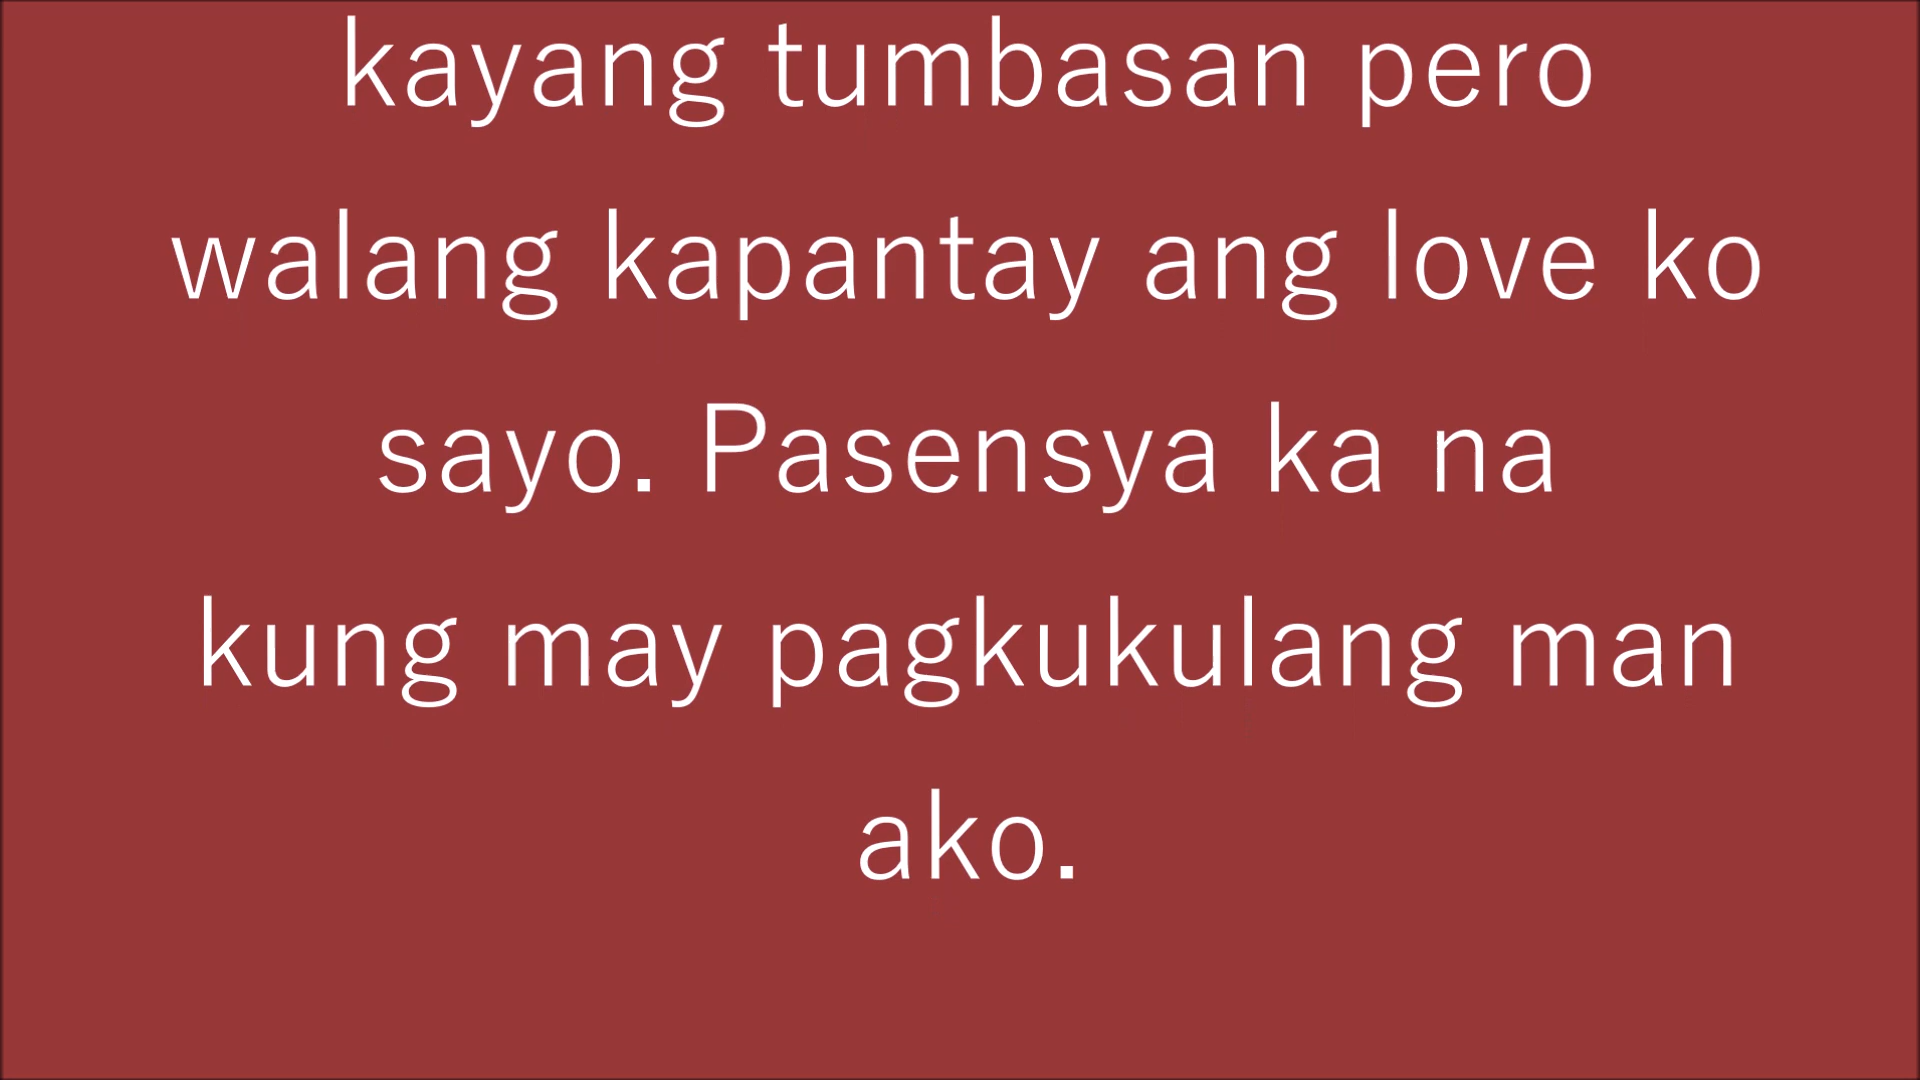 kayang tumbasan pero
walang kapantay ang love ko
sayo. Pasensya ka na
kung may pagkukulang man
ako.